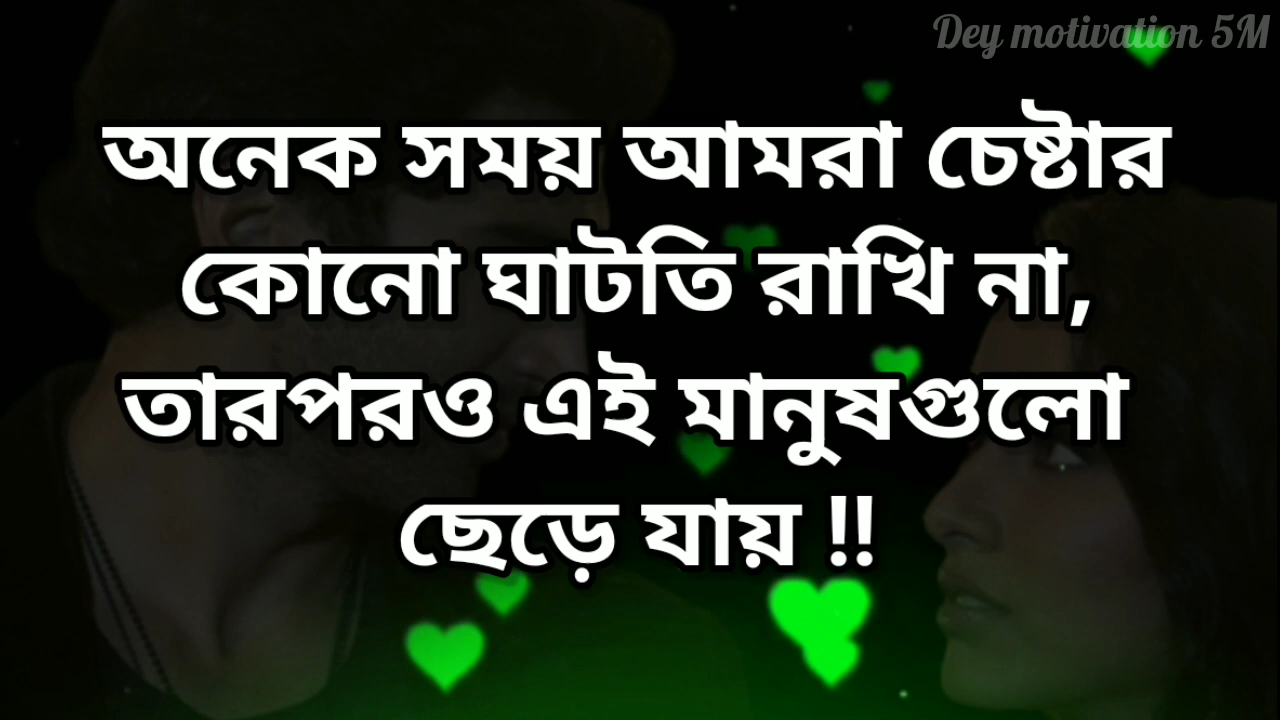 Dey motivation 5M
অনেক সময় আমরা চেষ্টার
কোনো ঘাটতি রাখি না,
তারপরও এই মানুষগুলো
ছেড়ে যায় !!